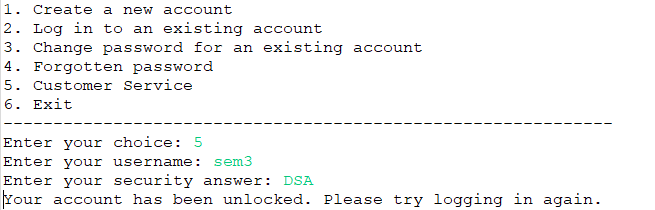 1. Create a new account
2. Log in to an existing account
3. Change password for an existing account
4. Forgotten password
5. Customer Service
6. Exit
-------------------------------------------------------------
Enter your choice: 5
Enter your username: sem3
Enter your security answer: DSA
Your account has been unlocked. Please try logging in again.